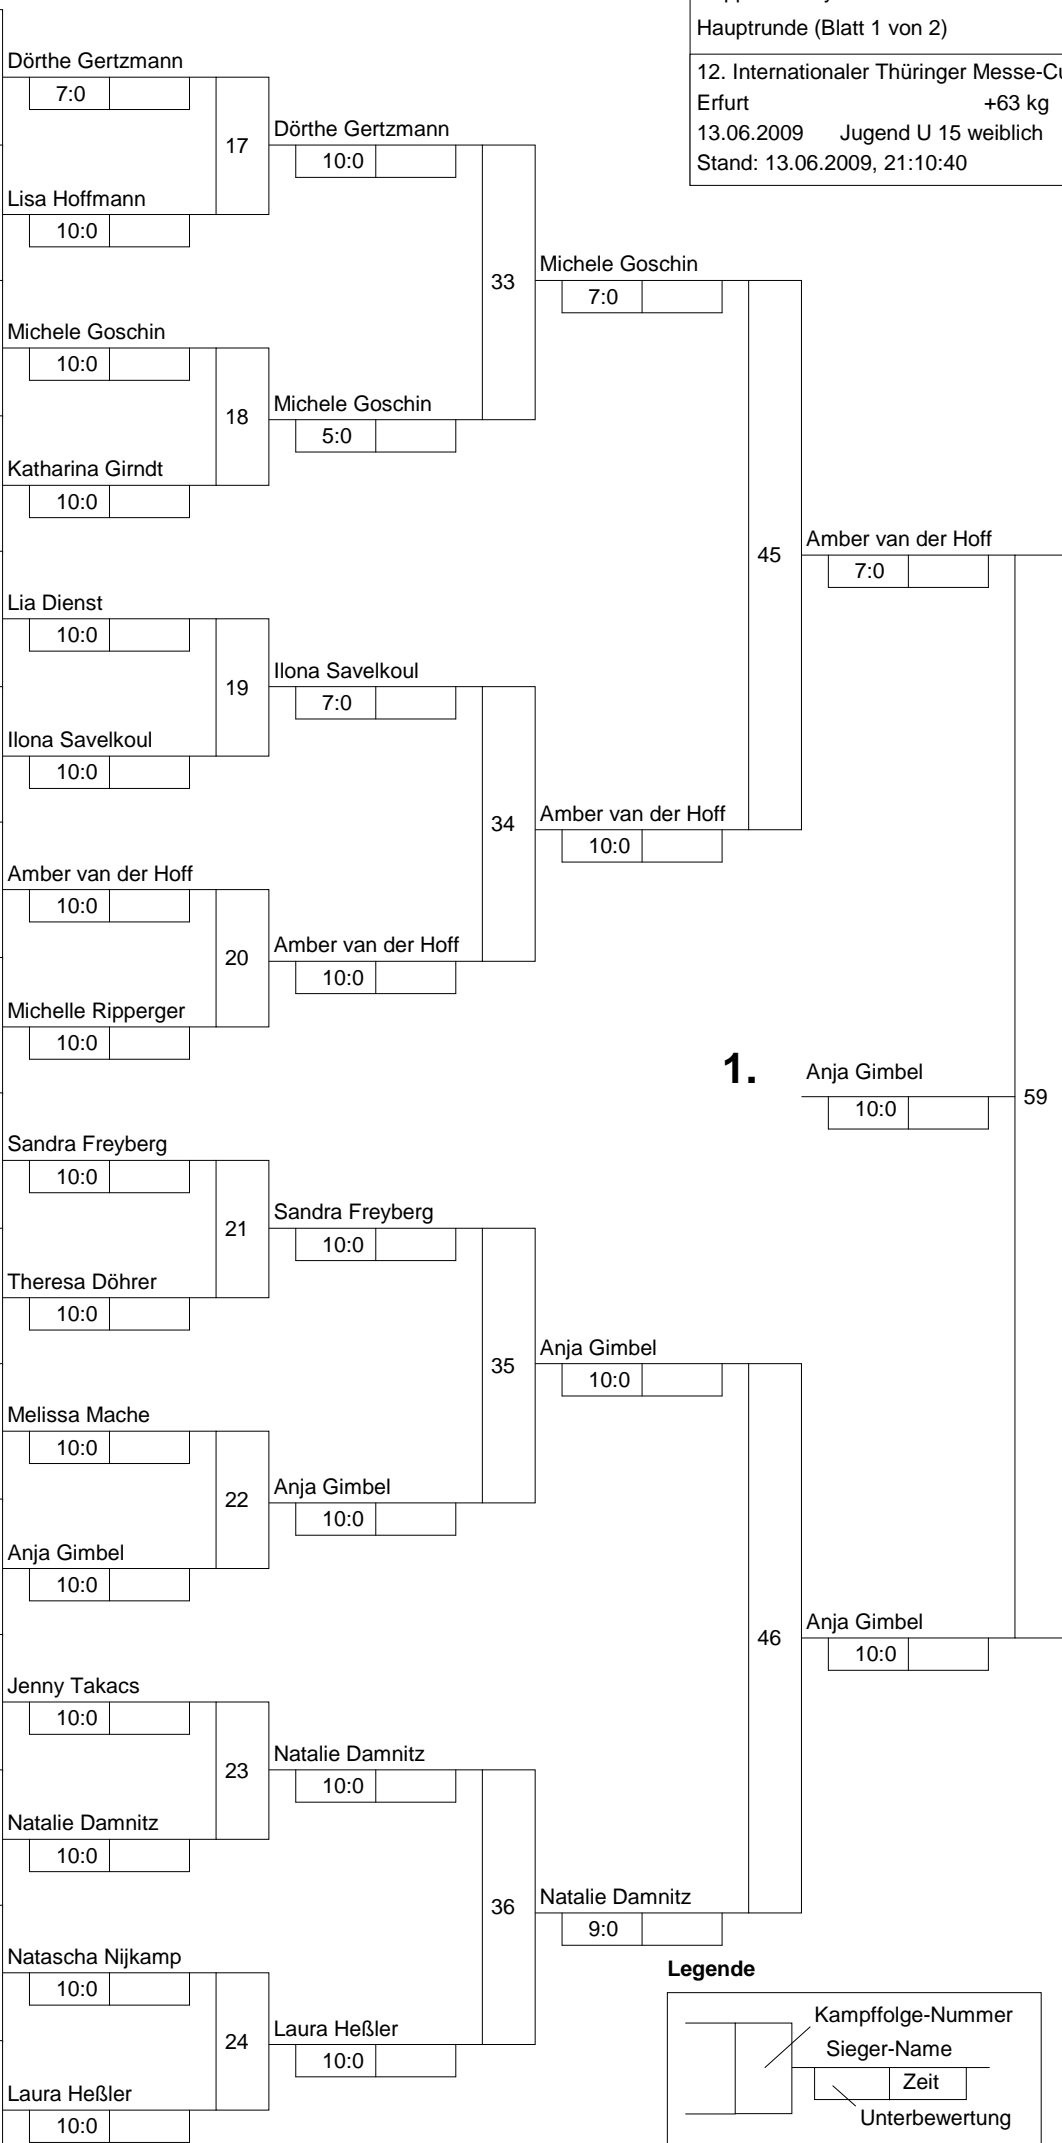 Hauptrunde (Blatt 1 von 2)
12. Internationaler Thüringer Messe-Cu
Erfurt +63 kg
13.06.2009 Jugend U 15 weiblich
Stand: 13.06.2009, 21:10:40
Dörthe Gertzmann
7:0
17
Dörthe Gertzmann
10:0
Lisa Hoffmann
10:0
33
Michele Goschin
7:0
Michele Goschin
10:0
18
Michele Goschin
5:0
Katharina Girndt
10:0
45
Amber van der Hoff
7:0
Lia Dienst
10:0
19
Ilona Savelkoul
7:0
Ilona Savelkoul
10:0
34
Amber van der Hoff
10:0
Amber van der Hoff
10:0
20
Amber van der Hoff
10:0
Michelle Ripperger
10:0
1. Anja Gimbel
10:0
59
Sandra Freyberg
10:0
21
Sandra Freyberg
10:0
Theresa Döhrer
10:0
35
Anja Gimbel
10:0
Melissa Mache
10:0
22
Anja Gimbel
10:0
Anja Gimbel
10:0
46
Anja Gimbel
10:0
Jenny Takacs
10:0
23
Natalie Damnitz
10:0
Natalie Damnitz
10:0
36
Natalie Damnitz
9:0
Natascha Nijkamp
10:0
24
Laura Heßler
10:0
Laura Heßler
10:0
Legende
Kampffolge-Nummer
Sieger-Name
Zeit
Unterbewertung